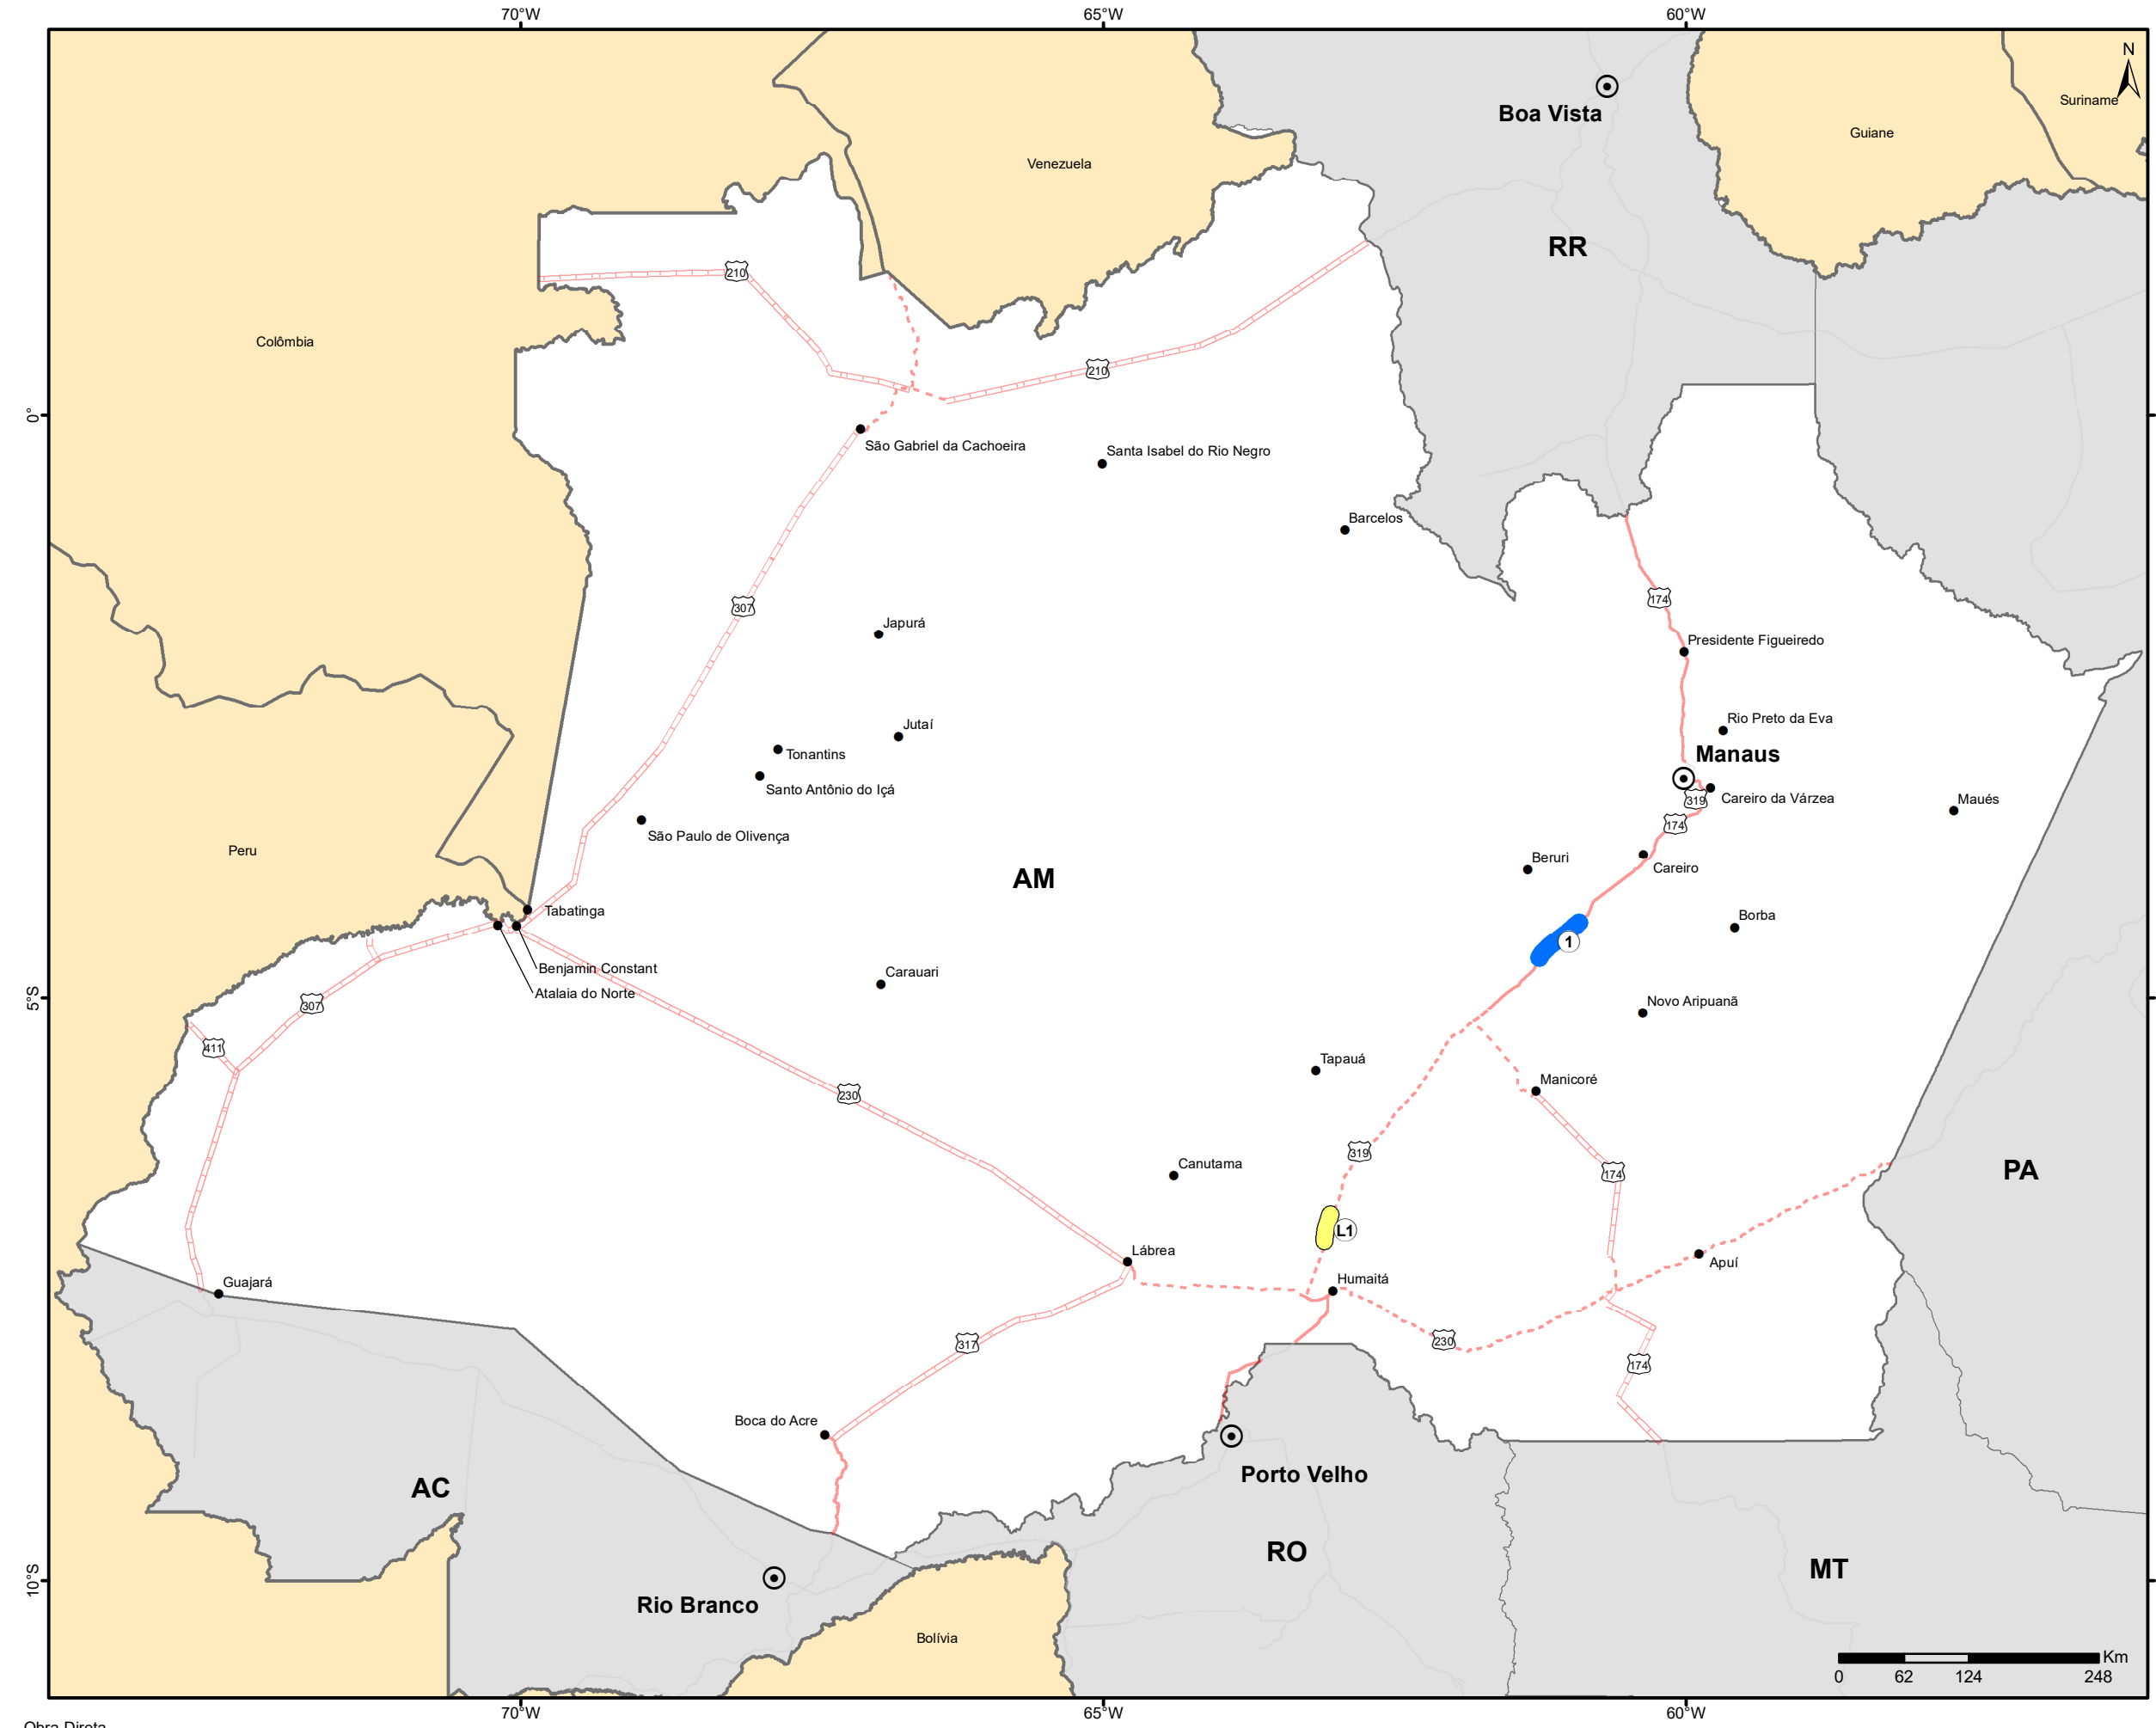 70°W
65°W
60°W
N
Suriname
Boa Vista
Guiane
Venezuela
RR
210
Colômbia
210
0°
São Gabriel da Cachoeira
Santa Isabel do Rio Negro
Barcelos
174
307
Japurá
Presidente Figueiredo
Rio Preto da Eva
Jutaí
Tonantins
Manaus
Santo Antônio do Içá
319
Careiro da Várzea
Maués
174
São Paulo de Olivença
Peru
Beruri
Careiro
AM
Tabatinga
Borba
1
Benjamin Constant
Carauari
Atalaia do Norte
5°S
307
Novo Aripuanã
411
Tapauá
Manicoré
230
319
Canutama
174
PA
L1
Lábrea
Apuí
Guajará
Humaitá
317
230
174
Boca do Acre
Porto Velho
AC
RO
MT
10°S
Rio Branco
Bolívia
Km
0
62
124
248
70°W
65°W
60°W
Obra Direta